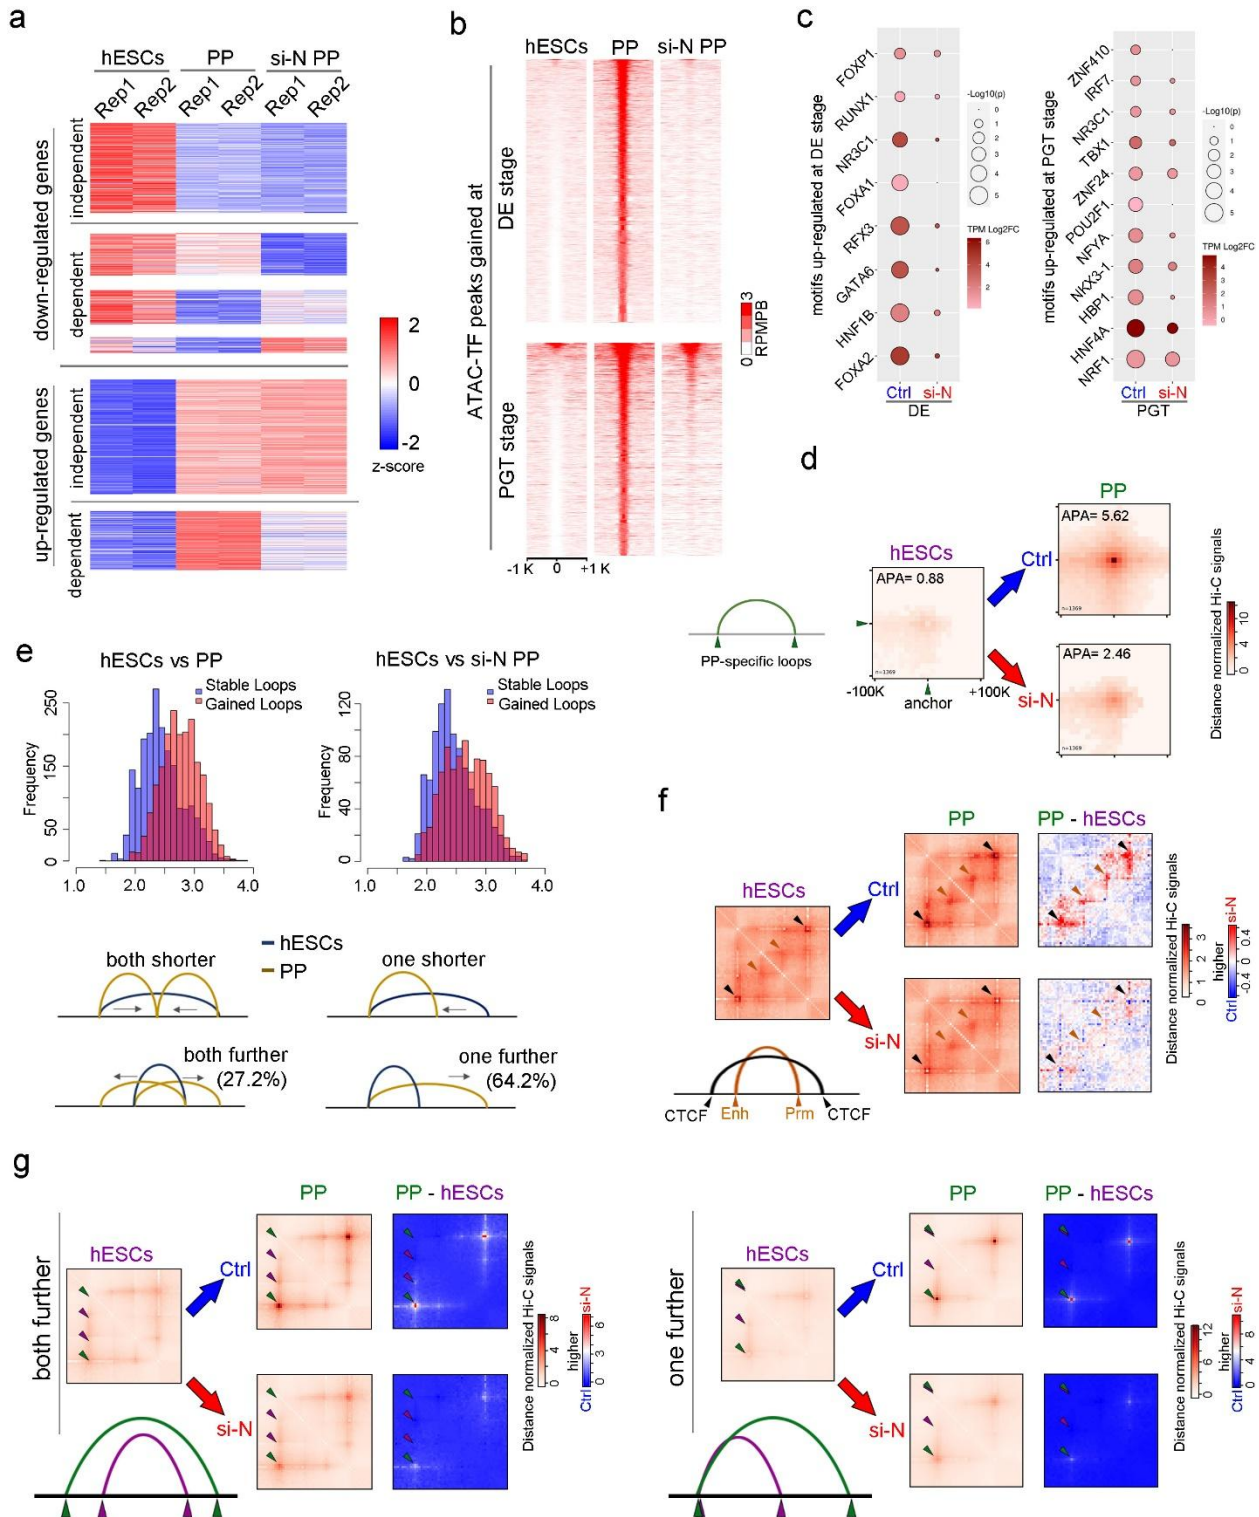 a
hESCs PP si-N PP
Rep1 Rep2 Rep1 Rep2 Rep1 Rep2
down-regulated genes
independent
dependent
up-regulated genes
independent
dependent
2
0
-2
z-score
b
hESCs PP si-N PP
ATAC-TF peaks gained at
DE stage
PGT stage
0 3
RPMPB
-1 K 0 +1 K
c
motifs up-regulated at DE stage
FOXP1
RUNX1
NR3C1
FOXA1
RFX3
GATA6
HNF1B
FOXA2
Ctrl si-N
DE
-Log10(p)
0
1
2
3
4
5
TPM Log2FC
6
4
2
motifs up-regulated at PGT stage
ZNF410
IRF7
NR3C1
TBX1
ZNF24
POU2F1
NFYA
NKX3-1
HBP1
HNF4A
NRF1
Ctrl si-N
PGT
-Log10(p)
0
1
2
3
4
5
TPM Log2FC
4
3
2
1
0
d
PP
APA= 5.62
n=1369
hESCs
Ctrl
APA= 0.88
n=1369
si-N
APA= 2.46
n=1369
-100K +100K
anchor
PP-specific loops
Distance normalized Hi-C signals
0 4 10
e
hESCs vs PP
Stable Loops
Gained Loops
Frequency
250
150
50
0
1.0 2.0 3.0 4.0
hESCs vs si-N PP
Stable Loops
Gained Loops
Frequency
120
80
40
0
1.0 2.0 3.0 4.0
hESCs
PP
both shorter
one shorter
both further
(27.2%)
one further
(64.2%)
f
PP PP - hESCs
hESCs
Ctrl
si-N
CTCF Enh Prm CTCF
Distance normalized Hi-C signals
0 1 2 3
Ctrl higher si-N
-0.4 0 0.4
g
both further
PP PP - hESCs
hESCs
Ctrl
si-N
Distance normalized Hi-C signals
0 2 4 6 8
Ctrl higher si-N
0 3 6
one further
PP PP - hESCs
hESCs
Ctrl
si-N
Distance normalized Hi-C signals
0 6 12
Ctrl higher si-N
0 4 8